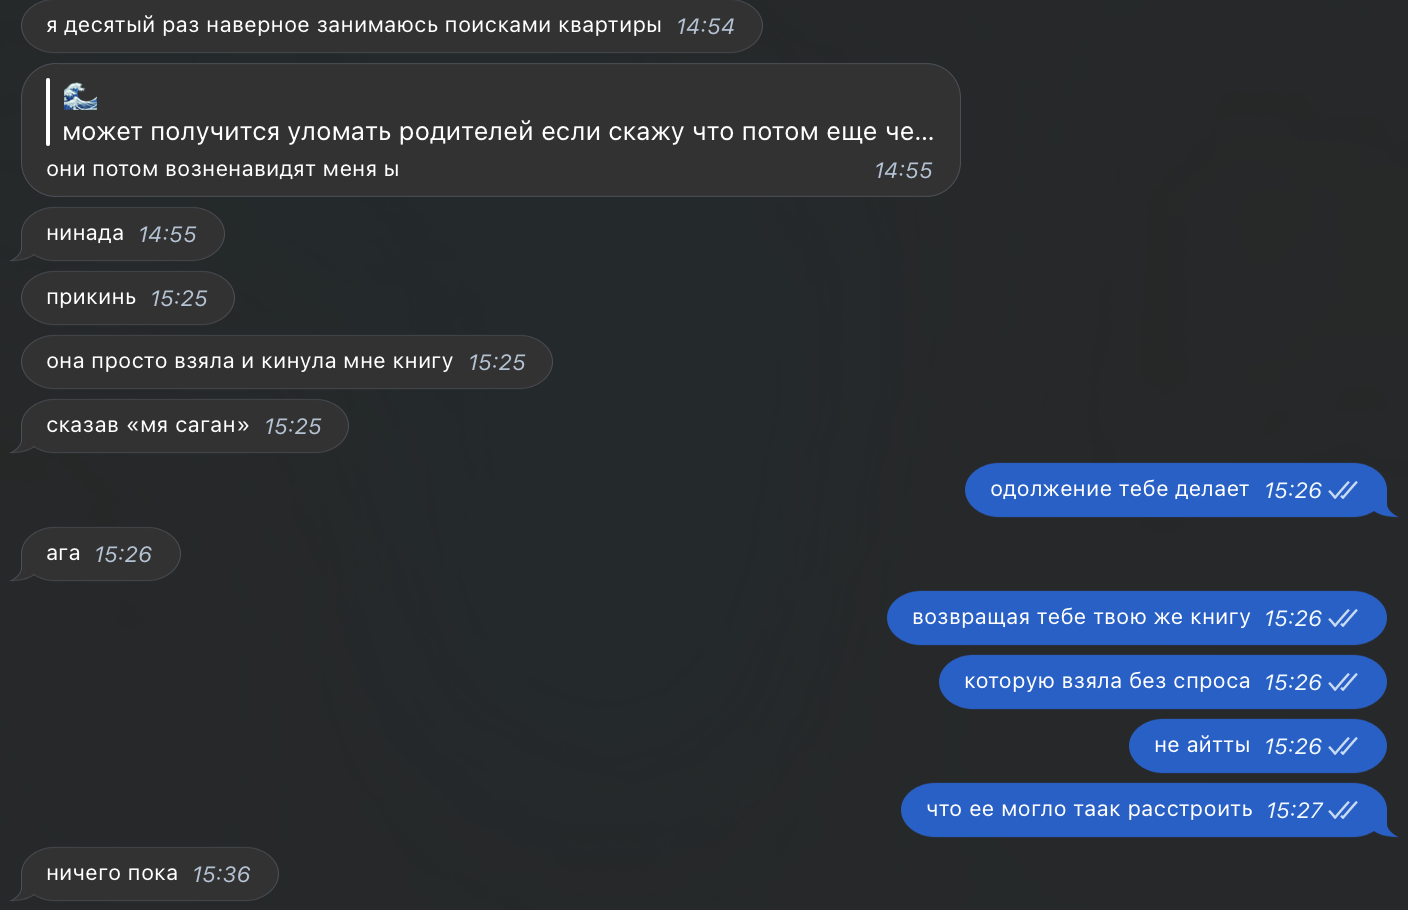 я десятый раз наверное занимаюсь поисками квартиры 14:54
🌊
может получится уломать родителей если скажу что потом еще че...
они потом возненавидят меня ы 14:55
нинада 14:55
прикинь 15:25
она просто взяла и кинула мне книгу 15:25
сказав «мя саган» 15:25
одолжение тебе делает 15:26
ага 15:26
возвращая тебе твою же книгу 15:26
которую взяла без спроса 15:26
не айтты 15:26
что ее могло таак расстроить 15:27
ничего пока 15:36